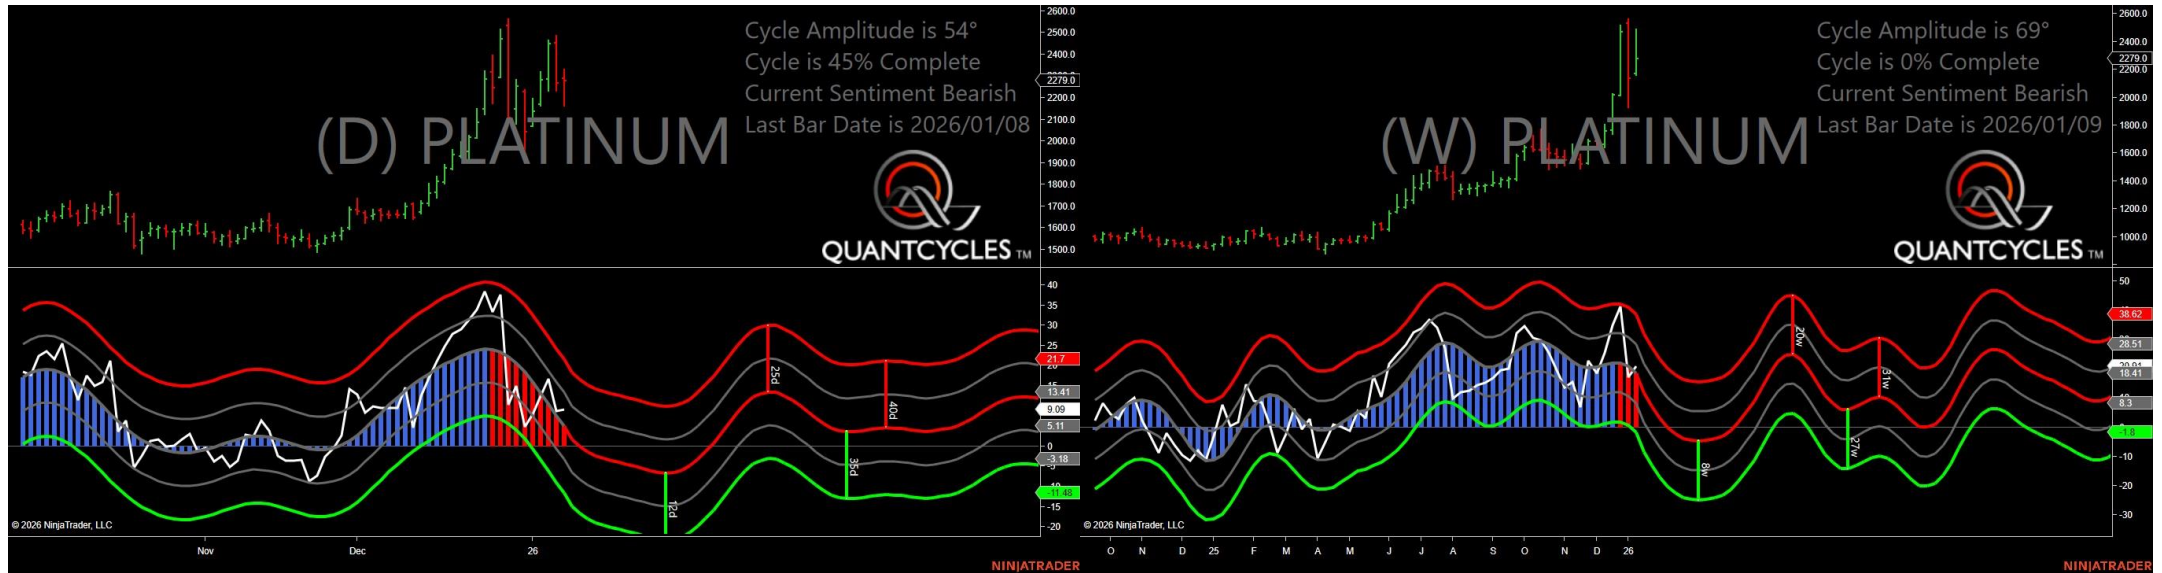 Cycle Amplitude is 54°
Cycle is 45% Complete
Current Sentiment Bearish
Last Bar Date is 2026/01/08
(D) PLATINUM
QUANTCYCLES TM
2600.0
2500.0
2400.0
2279.0
2200.0
2100.0
2000.0
1900.0
1800.0
1700.0
1600.0
1500.0
40
35
30
25
21.7
13.41
9.09
5.11
0
-3.18
-11.48
-15
-20
25d
40d
35d
12d
© 2026 NinjaTrader, LLC
Nov
Dec
26
NINJATRADER
Cycle Amplitude is 69°
Cycle is 0% Complete
Current Sentiment Bearish
Last Bar Date is 2026/01/09
(W) PLATINUM
QUANTCYCLES TM
2600.0
2400.0
2279.0
2200.0
2000.0
1800.0
1600.0
1400.0
1200.0
1000.0
50
38.62
28.51
18.41
8.3
-1.8
-10
-20
-30
20w
31w
27w
8w
© 2026 NinjaTrader, LLC
O
N
D
25
F
M
A
M
J
J
A
S
O
N
D
26
NINJATRADER